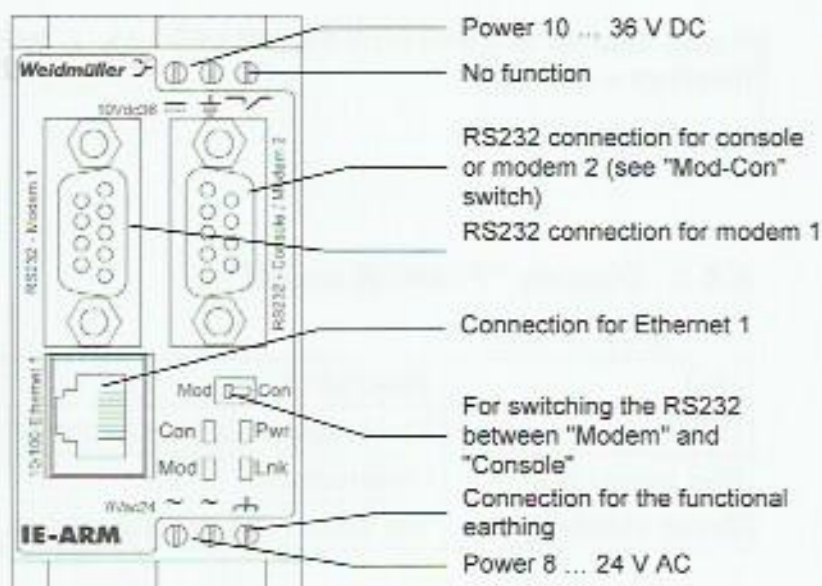 Weidmüller
10Vdc36
RS232 - Modem 1
RS232 - Console / Modem 2
10/100 Ethernet 1
Mod Con
Con Pwr
Mod Lnk
8Vac24
IE-ARM
Power 10 ... 36 V DC
No function
RS232 connection for console
or modem 2 (see "Mod-Con"
switch)
RS232 connection for modem 1
Connection for Ethernet 1
For switching the RS232
between "Modem" and
"Console"
Connection for the functional
earthing
Power 8 ... 24 V AC